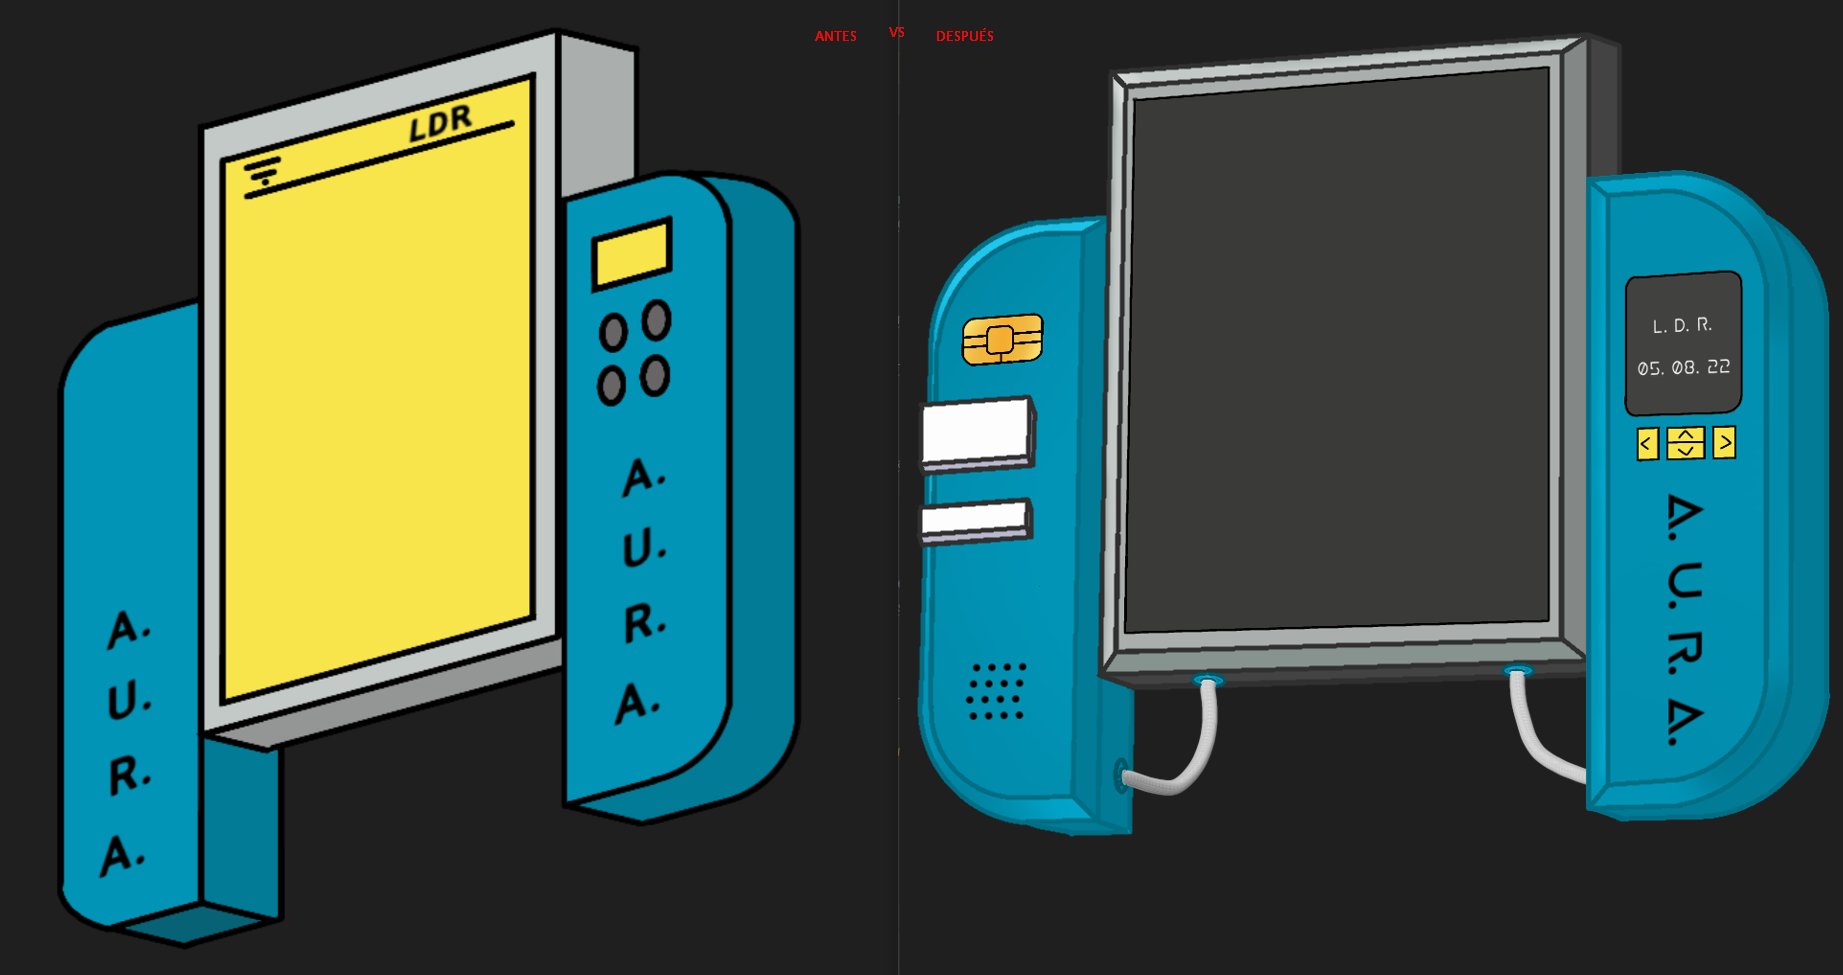 ANTES VS DESPUÉS
LDR
A.
U.
R.
A.
A.
U.
R.
A.
L. D. R.
05. 08. 22
A.U.R.A.